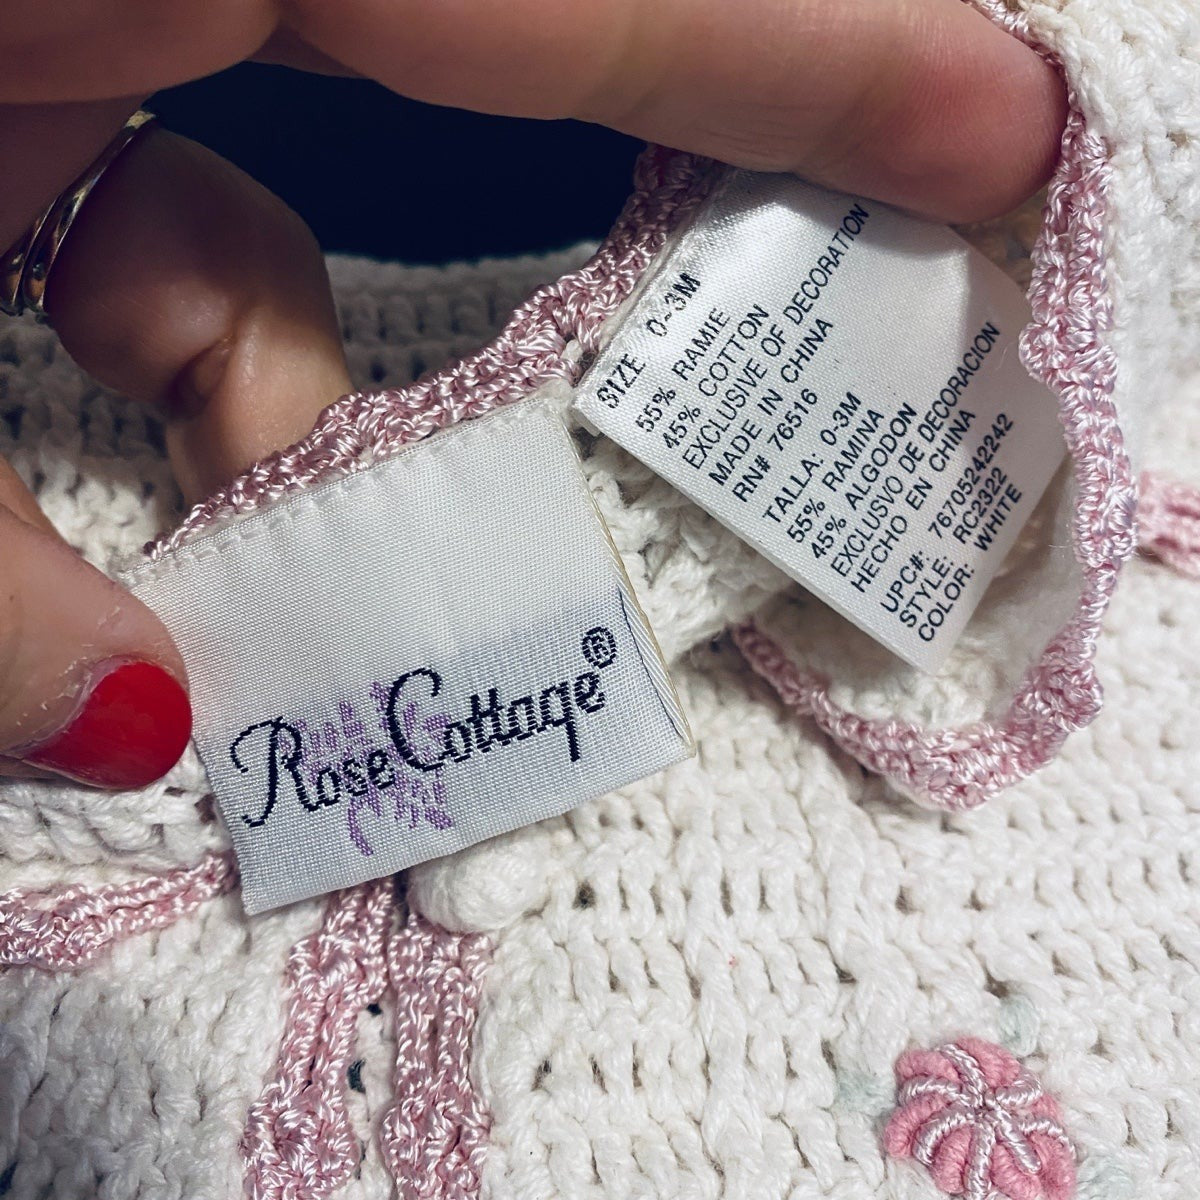 Rose Cottage®
SIZE 0-3M
55% RAMIE
45% COTTON
EXCLUSIVE OF DECORATION
MADE IN CHINA
RN# 76516
TALLA: 0-3M
55% RAMINA
45% ALGODON
EXCLUSVO DE DECORACION
HECHO EN CHINA
UPC#: 76705242242
STYLE: RC2322
COLOR: WHITE